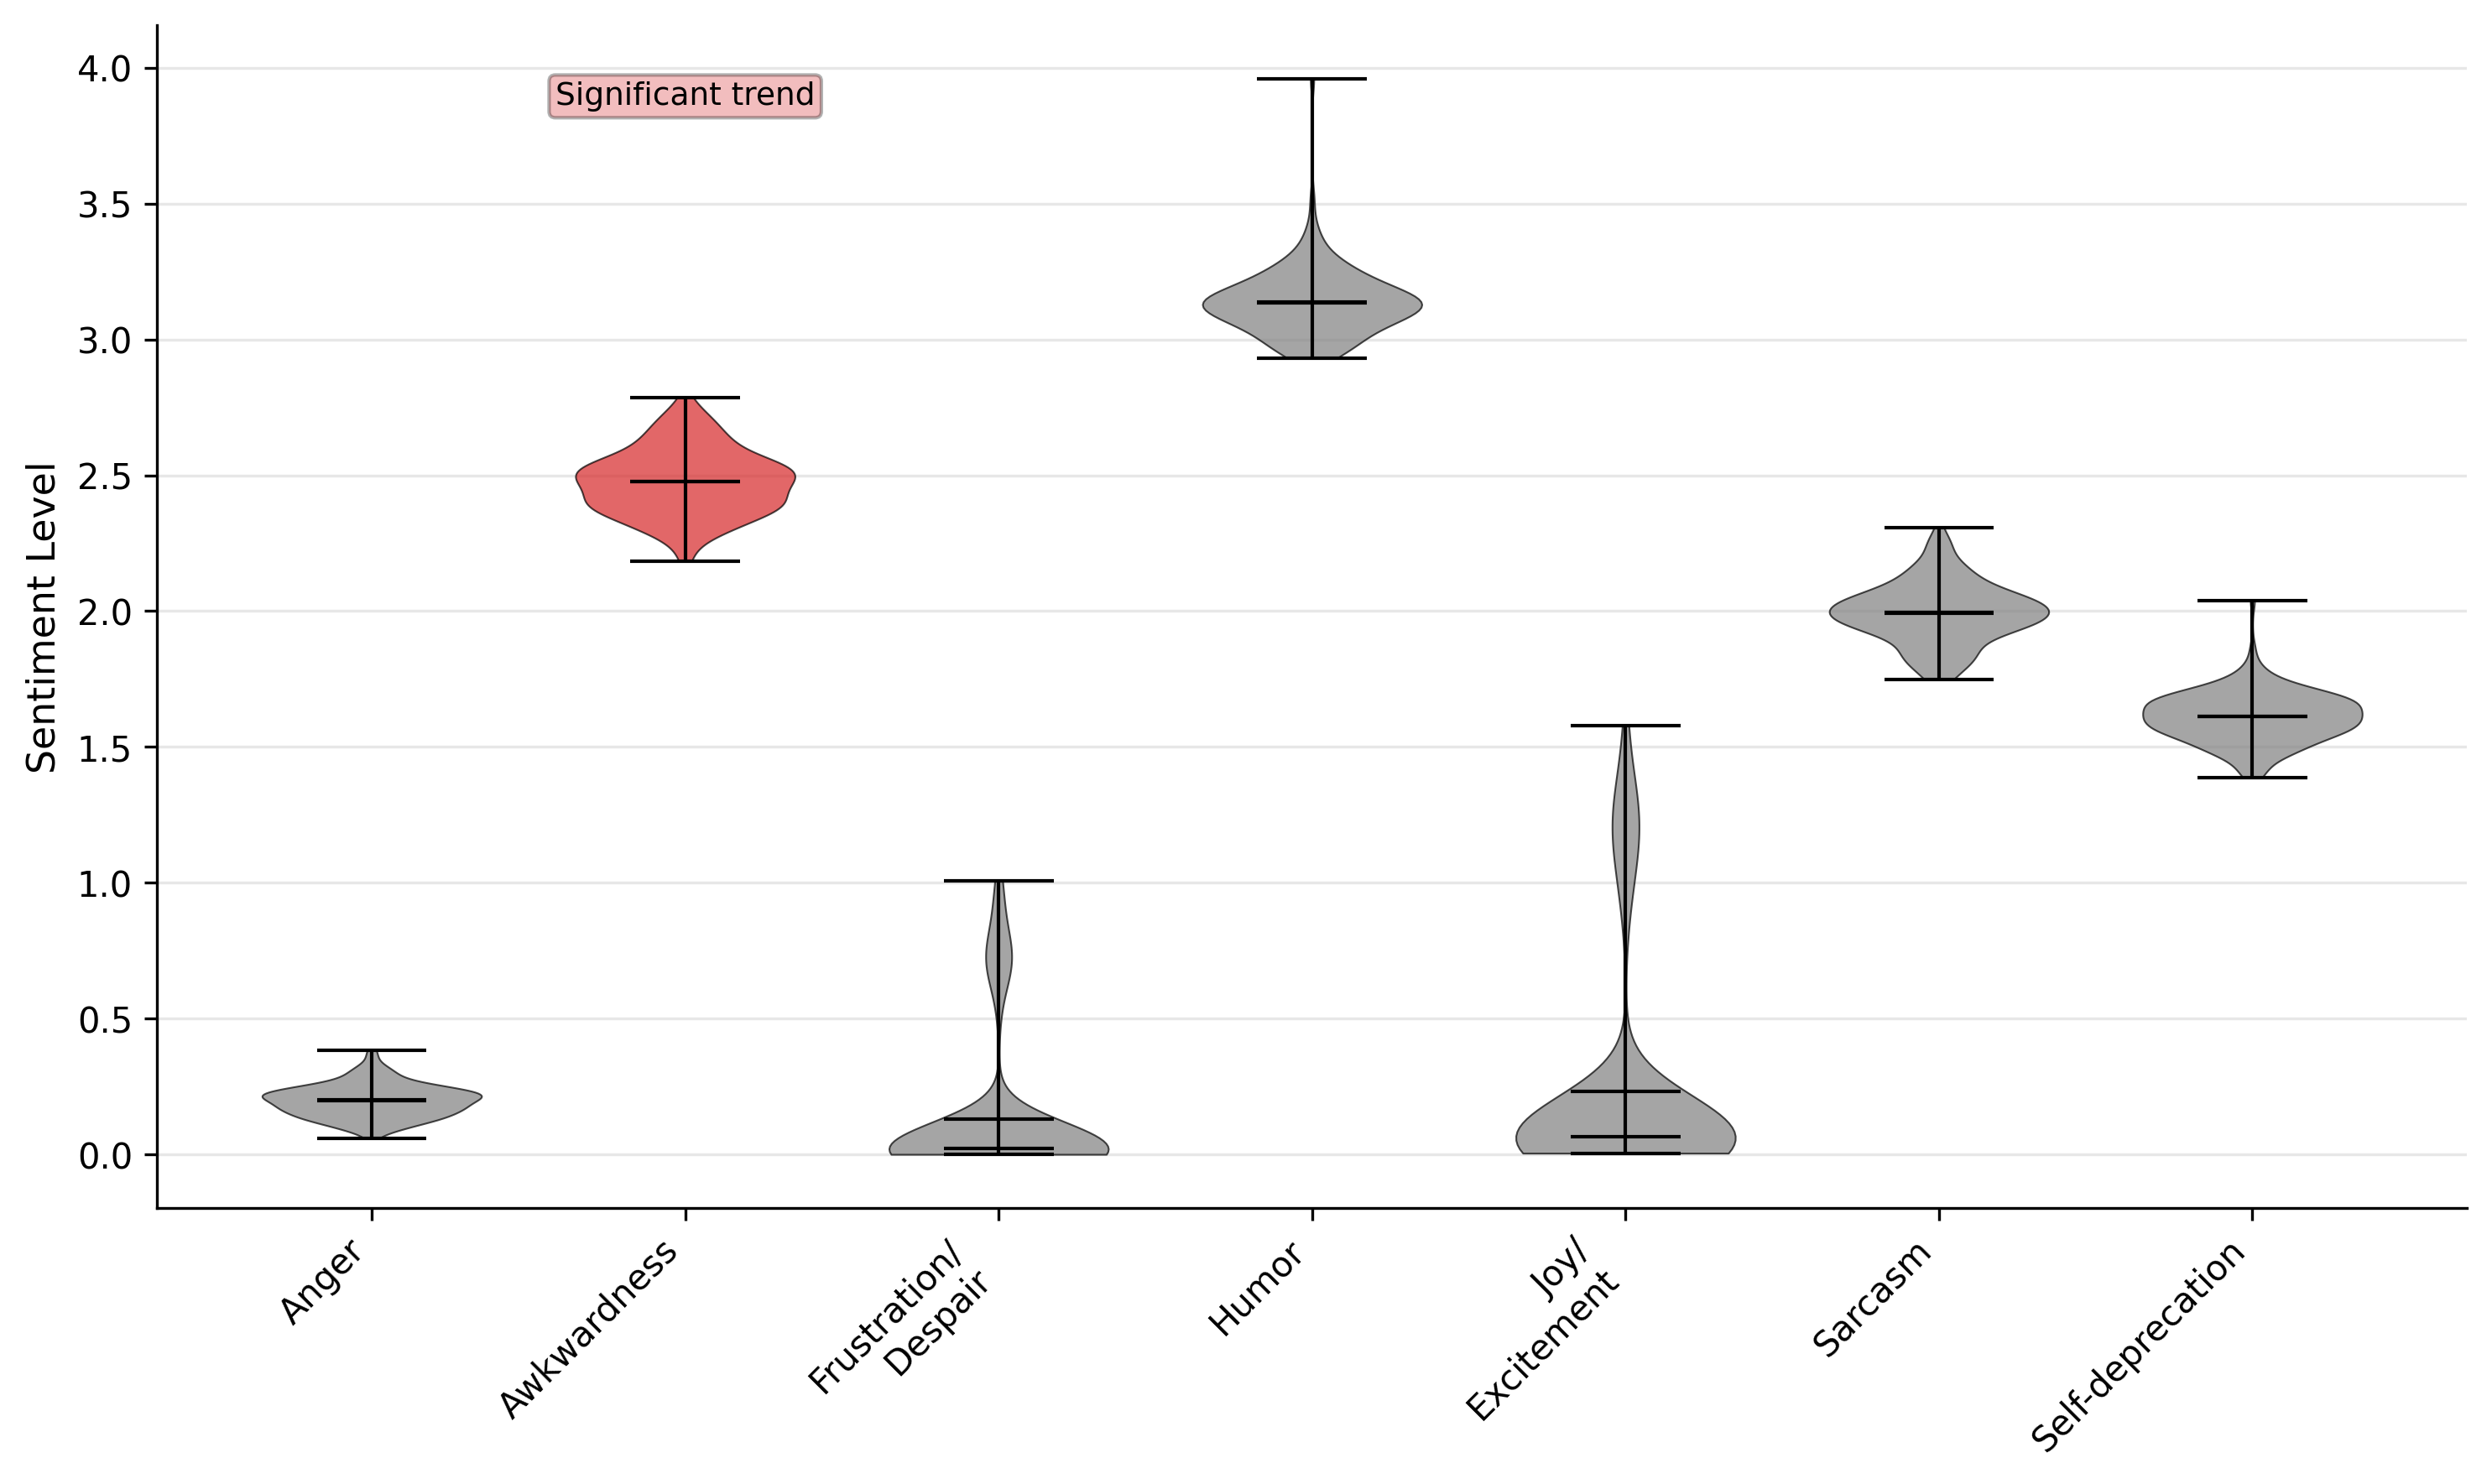 Sentiment Level
4.0
3.5
3.0
2.5
2.0
1.5
1.0
0.5
0.0
Significant trend
Anger
Awkwardness
Frustration/
Despair
Humor
Joy/
Excitement
Sarcasm
Self-deprecation